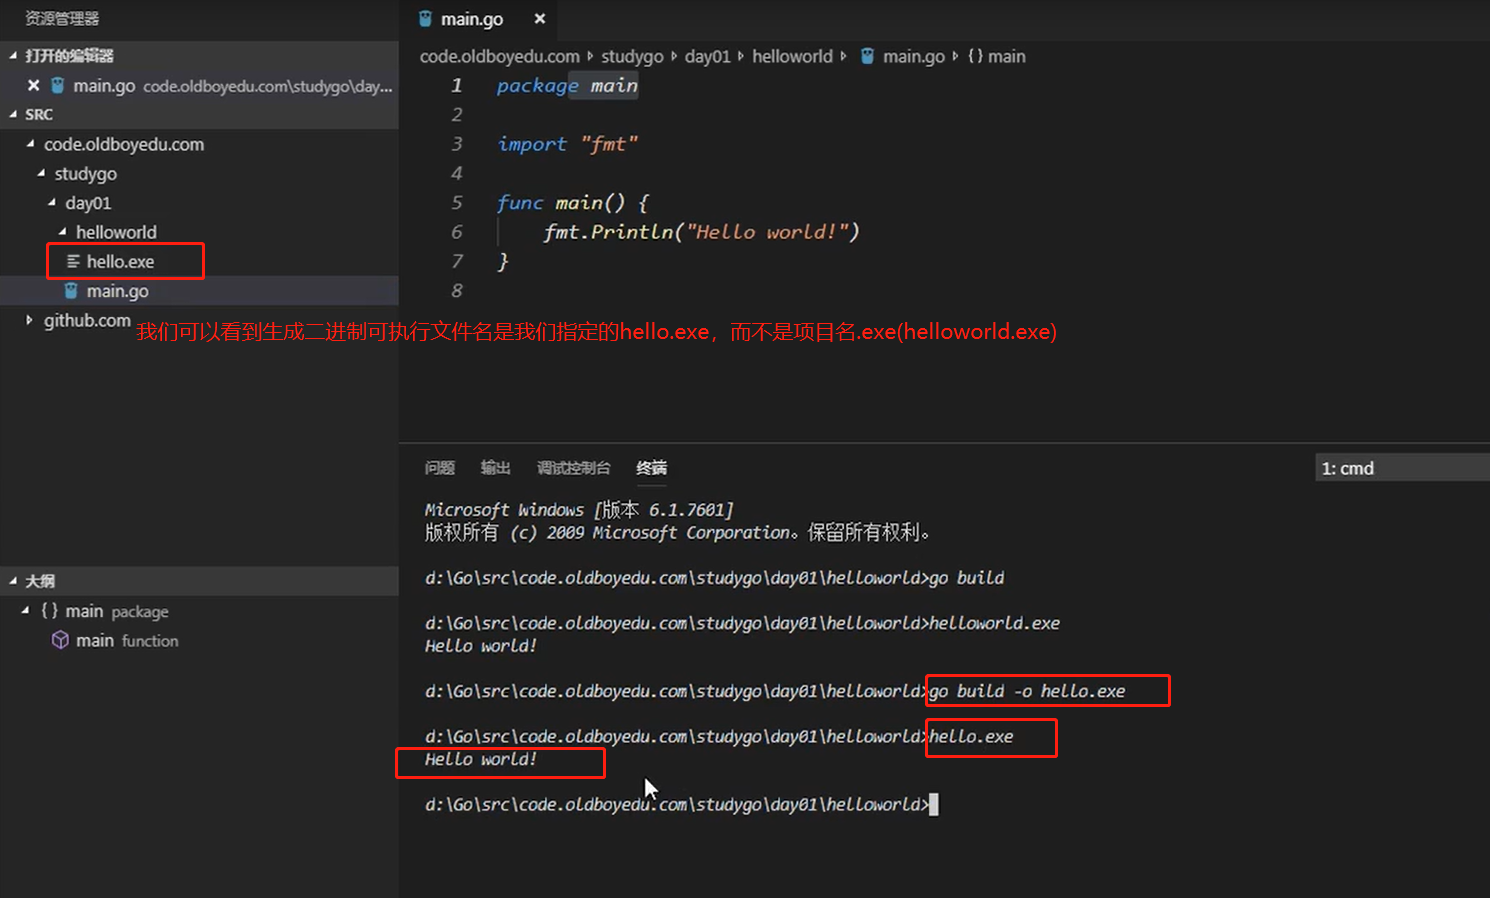 资源管理器
打开的编辑器
main.go code.oldboyedu.com\studygo\day...
SRC
code.oldboyedu.com
studygo
day01
helloworld
hello.exe
main.go
github.com
我们可以看到生成二进制可执行文件名是我们指定的hello.exe，而不是项目名.exe(helloworld.exe)
大纲
{} main package
main function
main.go
code.oldboyedu.com studygo day01 helloworld main.go {} main
1 package main
2
3 import "fmt"
4
5 func main() {
6 fmt.Println("Hello world!")
7 }
8
问题 输出 调试控制台 终端
1: cmd
Microsoft Windows [版本 6.1.7601]
版权所有 (c) 2009 Microsoft Corporation。保留所有权利。
d:\Go\src\code.oldboyedu.com\studygo\day01\helloworld>go build
d:\Go\src\code.oldboyedu.com\studygo\day01\helloworld>helloworld.exe
Hello world!
d:\Go\src\code.oldboyedu.com\studygo\day01\helloworld>go build -o hello.exe
d:\Go\src\code.oldboyedu.com\studygo\day01\helloworld>hello.exe
Hello world!
d:\Go\src\code.oldboyedu.com\studygo\day01\helloworld>